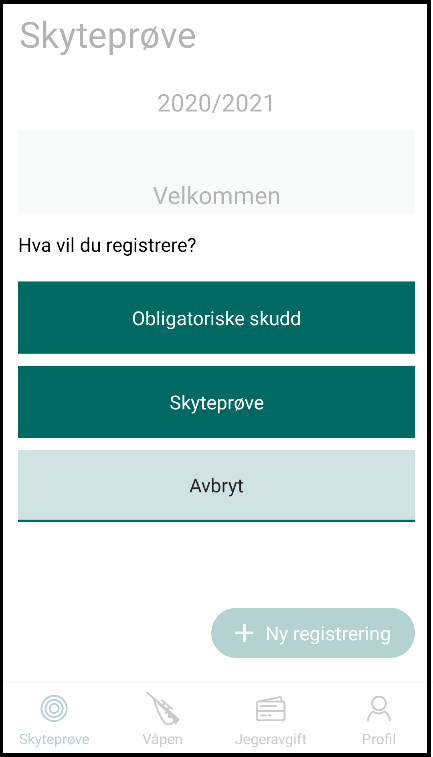 Skyteprøve
2020/2021
Velkommen
Hva vil du registrere?
Obligatoriske skudd
Skyteprøve
Avbryt
+ Ny registrering
Skyteprøve
Våpen
Jegeravgift
Profil